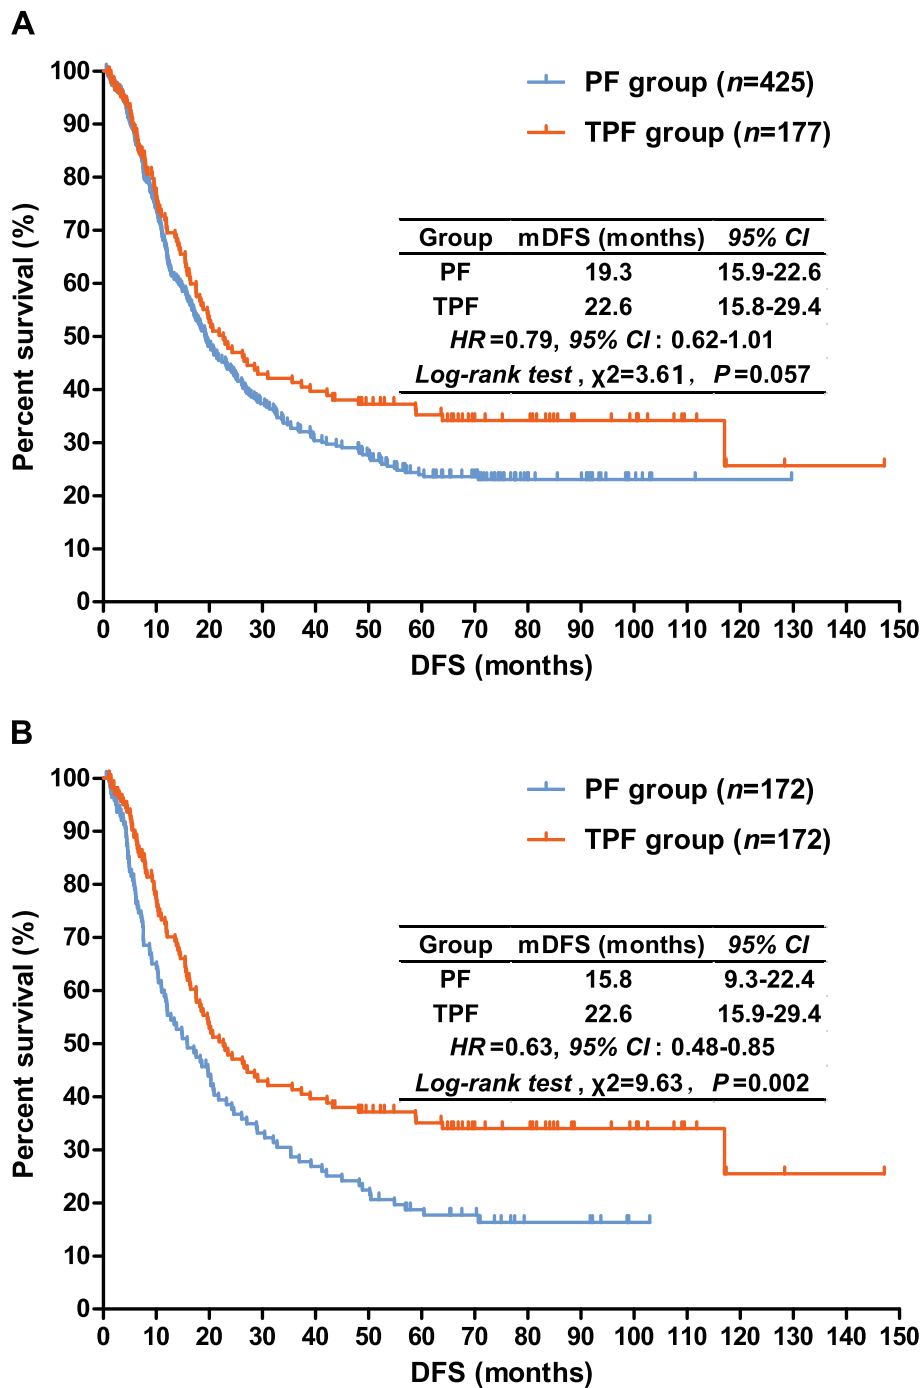 A
PF group (n=425)
TPF group (n=177)
Group mDFS (months) 95% CI
PF 19.3 15.9-22.6
TPF 22.6 15.8-29.4
HR=0.79, 95% CI: 0.62-1.01
Log-rank test, χ2=3.61, P=0.057
Percent survival (%)
100
90
80
70
60
50
40
30
20
10
0
0 10 20 30 40 50 60 70 80 90 100 110 120 130 140 150
DFS (months)
B
PF group (n=172)
TPF group (n=172)
Group mDFS (months) 95% CI
PF 15.8 9.3-22.4
TPF 22.6 15.9-29.4
HR=0.63, 95% CI: 0.48-0.85
Log-rank test, χ2=9.63, P=0.002
Percent survival (%)
100
90
80
70
60
50
40
30
20
10
0
0 10 20 30 40 50 60 70 80 90 100 110 120 130 140 150
DFS (months)